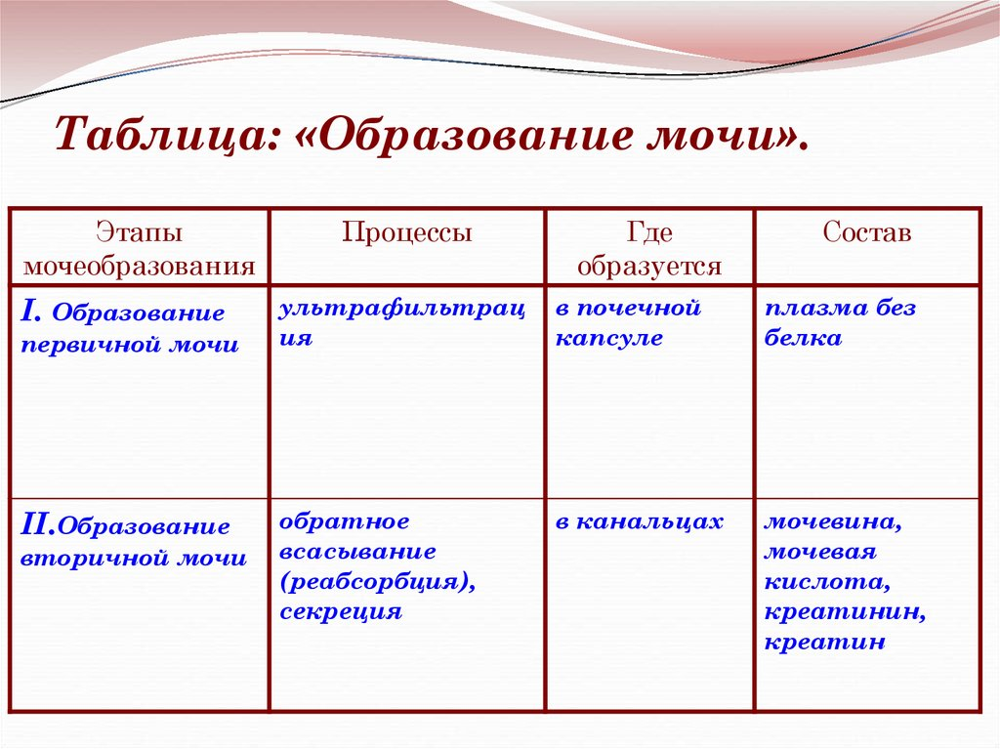 Таблица: «Образование мочи».
Этапы
мочеобразования
Процессы
Где
образуется
Состав
I. Образование
первичной мочи
ультрафильтрац
ия
в почечной
капсуле
плазма без
белка
II.Образование
вторичной мочи
обратное
всасывание
(реабсорбция),
секреция
в канальцах
мочевина,
мочевая
кислота,
креатинин,
креатин